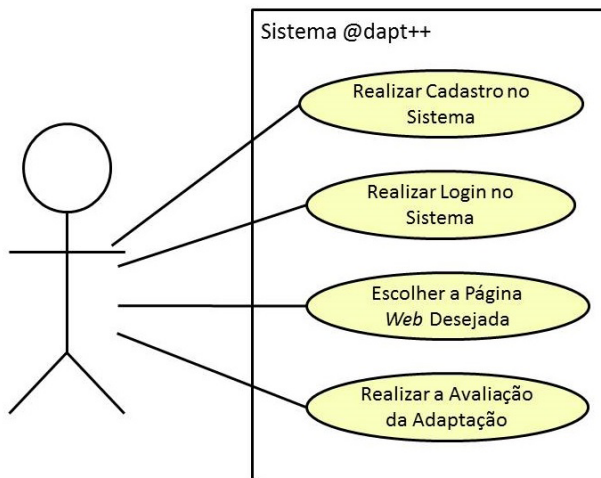 Sistema @dapt++
Realizar Cadastro no
Sistema
Realizar Login no
Sistema
Escolher a Página
Web Desejada
Realizar a Avaliação
da Adaptação